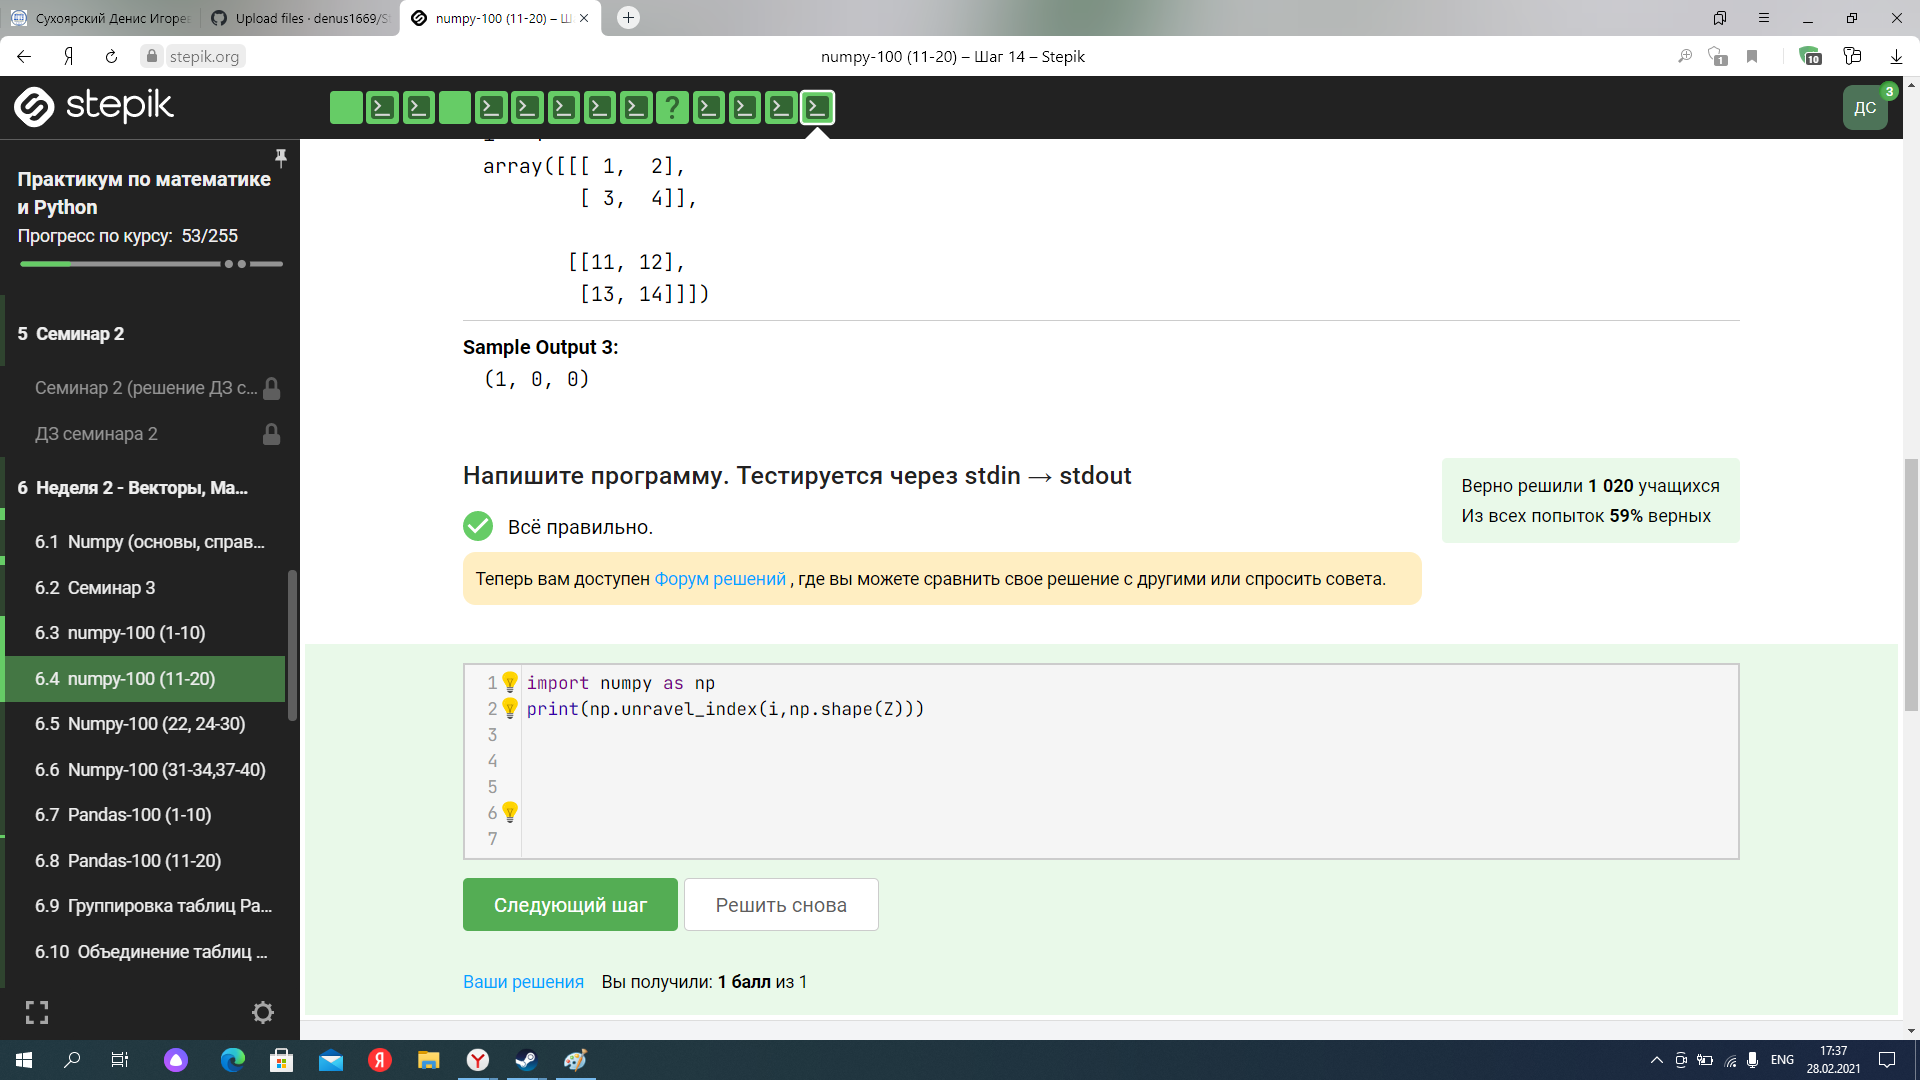 Сухоярский Денис Игорев
Upload files · denus1669/S
numpy-100 (11-20) – Ш
stepik.org
numpy-100 (11-20) – Шаг 14 – Stepik
1
10
stepik
?
ДС
3
Практикум по математике
и Python
Прогресс по курсу: 53/255
5 Семинар 2
Семинар 2 (решение ДЗ с...
ДЗ семинара 2
6 Неделя 2 - Векторы, Ма...
6.1 Numpy (основы, справ...
6.2 Семинар 3
6.3 numpy-100 (1-10)
6.4 numpy-100 (11-20)
6.5 Numpy-100 (22, 24-30)
6.6 Numpy-100 (31-34,37-40)
6.7 Pandas-100 (1-10)
6.8 Pandas-100 (11-20)
6.9 Группировка таблиц Pa...
6.10 Объединение таблиц ...
array([[[ 1,  2],
[ 3,  4]],
[[11, 12],
[13, 14]]])
Sample Output 3:
(1, 0, 0)
Напишите программу. Тестируется через stdin → stdout
Верно решили 1 020 учащихся
Из всех попыток 59% верных
Всё правильно.
Теперь вам доступен Форум решений , где вы можете сравнить свое решение с другими или спросить совета.
1 import numpy as np
2 print(np.unravel_index(i,np.shape(Z)))
3
4
5
6
7
Следующий шаг
Решить снова
Ваши решения Вы получили: 1 балл из 1
ENG
17:37
28.02.2021